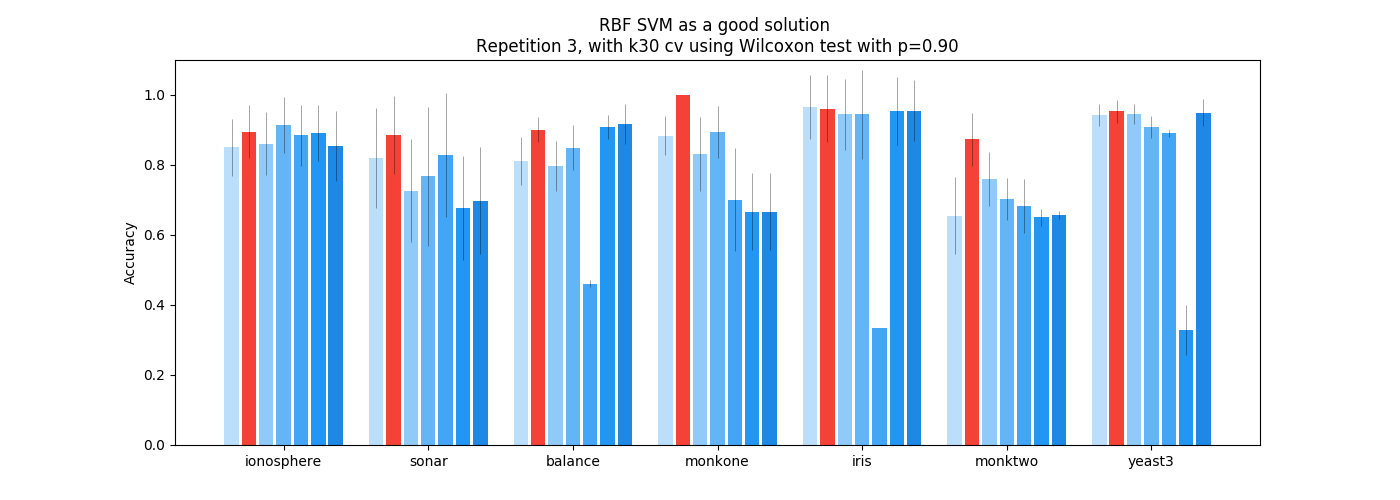 RBF SVM as a good solution
Repetition 3, with k30 cv using Wilcoxon test with p=0.90
Accuracy
1.0
0.8
0.6
0.4
0.2
0.0
ionosphere
sonar
balance
monkone
iris
monktwo
yeast3